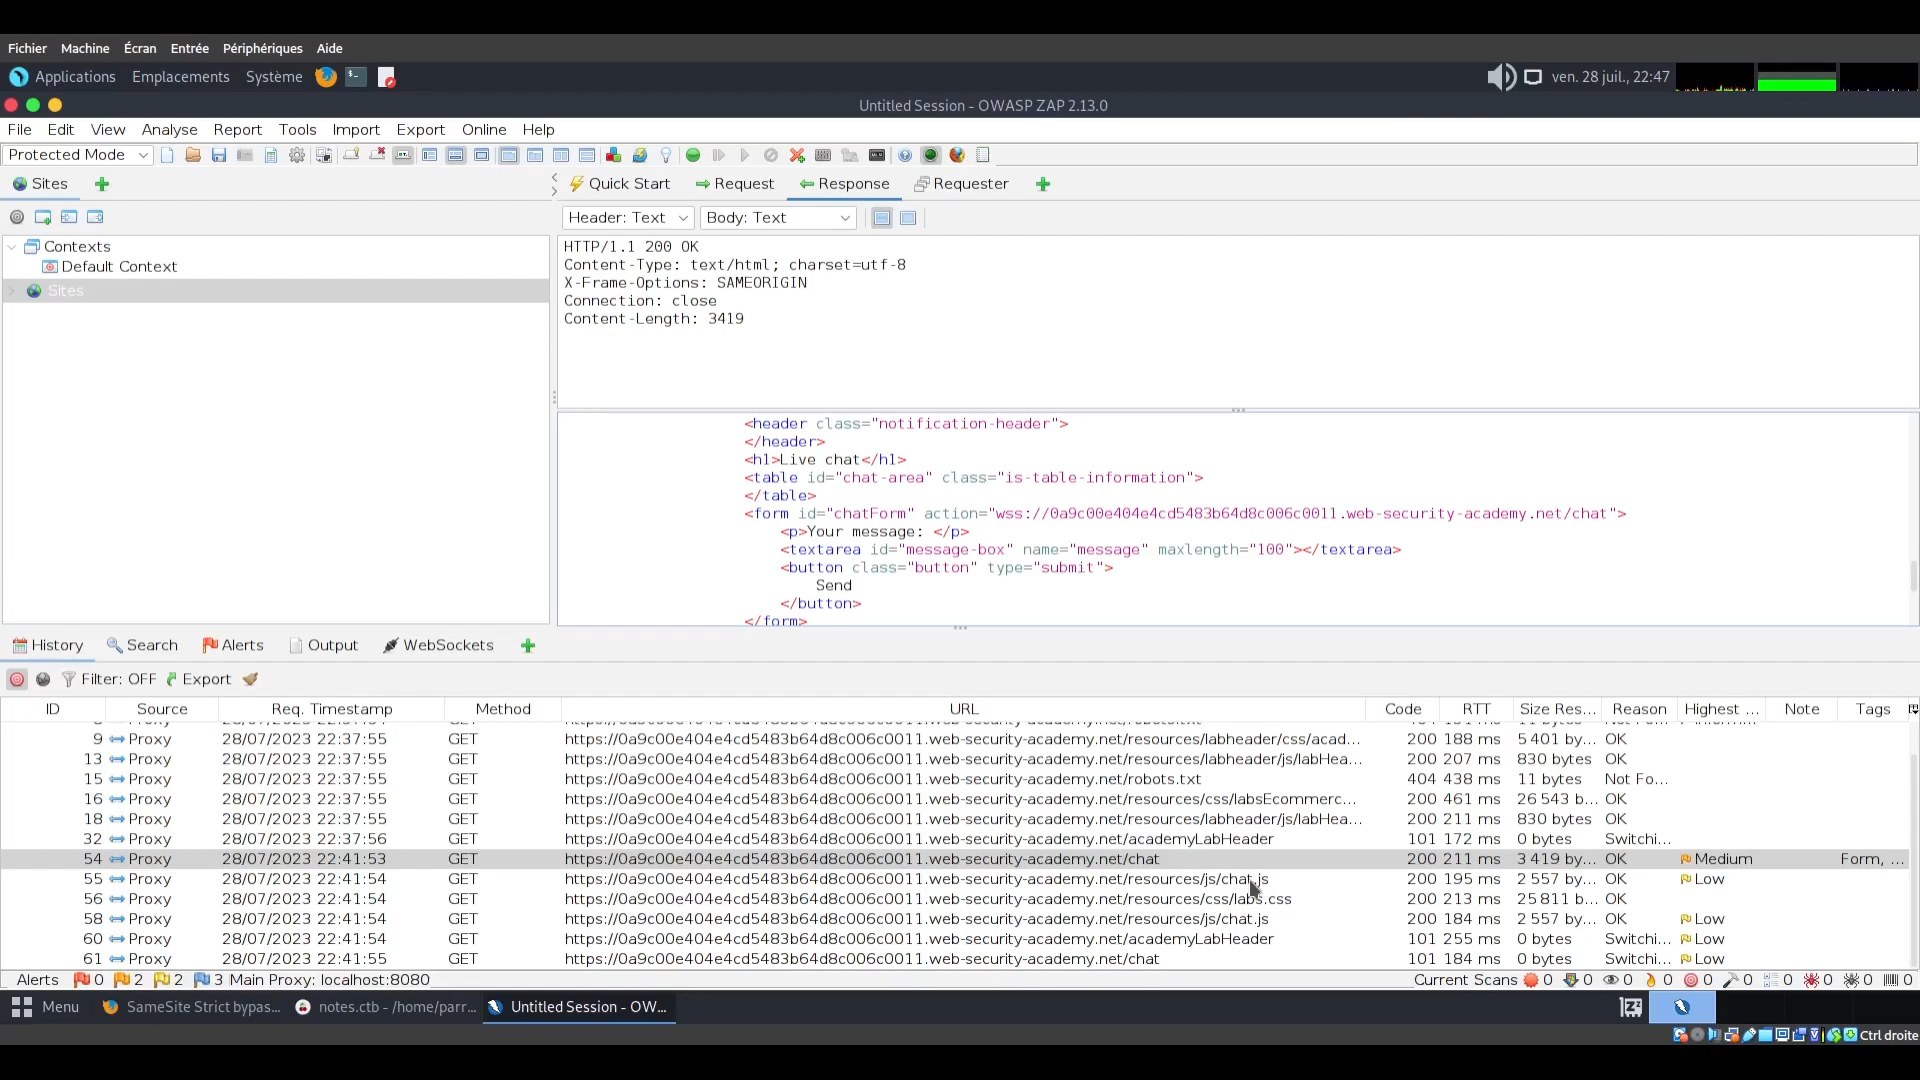 Fichier Machine Écran Entrée Périphériques Aide
Applications Emplacements Système ven. 28 juil., 22:47
Untitled Session - OWASP ZAP 2.13.0
File Edit View Analyse Report Tools Import Export Online Help
Protected Mode
Sites Quick Start Request Response Requester
Header: Text Body: Text
Contexts
Default Context
Sites
HTTP/1.1 200 OK
Content-Type: text/html; charset=utf-8
X-Frame-Options: SAMEORIGIN
Connection: close
Content-Length: 3419
<header class="notification-header">
</header>
<h1>Live chat</h1>
<table id="chat-area" class="is-table-information">
</table>
<form id="chatForm" action="wss://0a9c00e404e4cd5483b64d8c006c0011.web-security-academy.net/chat">
<p>Your message: </p>
<textarea id="message-box" name="message" maxlength="100"></textarea>
<button class="button" type="submit">
Send
</button>
</form>
History Search Alerts Output WebSockets
Filter: OFF Export
ID Source Req. Timestamp Method URL Code RTT Size Res... Reason Highest ... Note Tags
9 Proxy 28/07/2023 22:37:55 GET https://0a9c00e404e4cd5483b64d8c006c0011.web-security-academy.net/resources/labheader/css/acad... 200 188 ms 5 401 by... OK
13 Proxy 28/07/2023 22:37:55 GET https://0a9c00e404e4cd5483b64d8c006c0011.web-security-academy.net/resources/labheader/js/labHea... 200 207 ms 830 bytes OK
15 Proxy 28/07/2023 22:37:55 GET https://0a9c00e404e4cd5483b64d8c006c0011.web-security-academy.net/robots.txt 404 438 ms 11 bytes Not Fo...
16 Proxy 28/07/2023 22:37:55 GET https://0a9c00e404e4cd5483b64d8c006c0011.web-security-academy.net/resources/css/labsEcommerc... 200 461 ms 26 543 b... OK
18 Proxy 28/07/2023 22:37:55 GET https://0a9c00e404e4cd5483b64d8c006c0011.web-security-academy.net/resources/labheader/js/labHea... 200 211 ms 830 bytes OK
32 Proxy 28/07/2023 22:37:56 GET https://0a9c00e404e4cd5483b64d8c006c0011.web-security-academy.net/academyLabHeader 101 172 ms 0 bytes Switchi...
54 Proxy 28/07/2023 22:41:53 GET https://0a9c00e404e4cd5483b64d8c006c0011.web-security-academy.net/chat 200 211 ms 3 419 by... OK Medium Form, ...
55 Proxy 28/07/2023 22:41:54 GET https://0a9c00e404e4cd5483b64d8c006c0011.web-security-academy.net/resources/js/chat.js 200 195 ms 2 557 by... OK Low
56 Proxy 28/07/2023 22:41:54 GET https://0a9c00e404e4cd5483b64d8c006c0011.web-security-academy.net/resources/css/labs.css 200 213 ms 25 811 b... OK
58 Proxy 28/07/2023 22:41:54 GET https://0a9c00e404e4cd5483b64d8c006c0011.web-security-academy.net/resources/js/chat.js 200 184 ms 2 557 by... OK Low
60 Proxy 28/07/2023 22:41:54 GET https://0a9c00e404e4cd5483b64d8c006c0011.web-security-academy.net/academyLabHeader 101 255 ms 0 bytes Switchi... Low
61 Proxy 28/07/2023 22:41:55 GET https://0a9c00e404e4cd5483b64d8c006c0011.web-security-academy.net/chat 101 184 ms 0 bytes Switchi... Low
Alerts 0 2 2 3 Main Proxy: localhost:8080 Current Scans 0 0 0 0 0 0 0 0 0 0
Menu SameSite Strict bypas... notes.ctb - /home/parr... Untitled Session - OW...
Ctrl droite